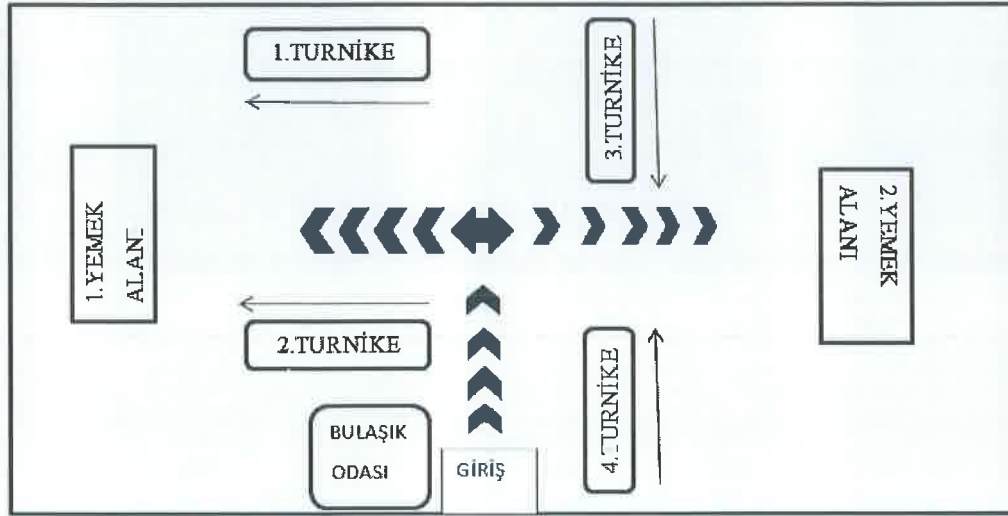 1.TURNİKE
3.TURNİKE
1.YEMEK
ALANI
2.YEMEK
ALANI
2.TURNİKE
4.TURNİKE
BULAŞIK
ODASI
GİRİŞ